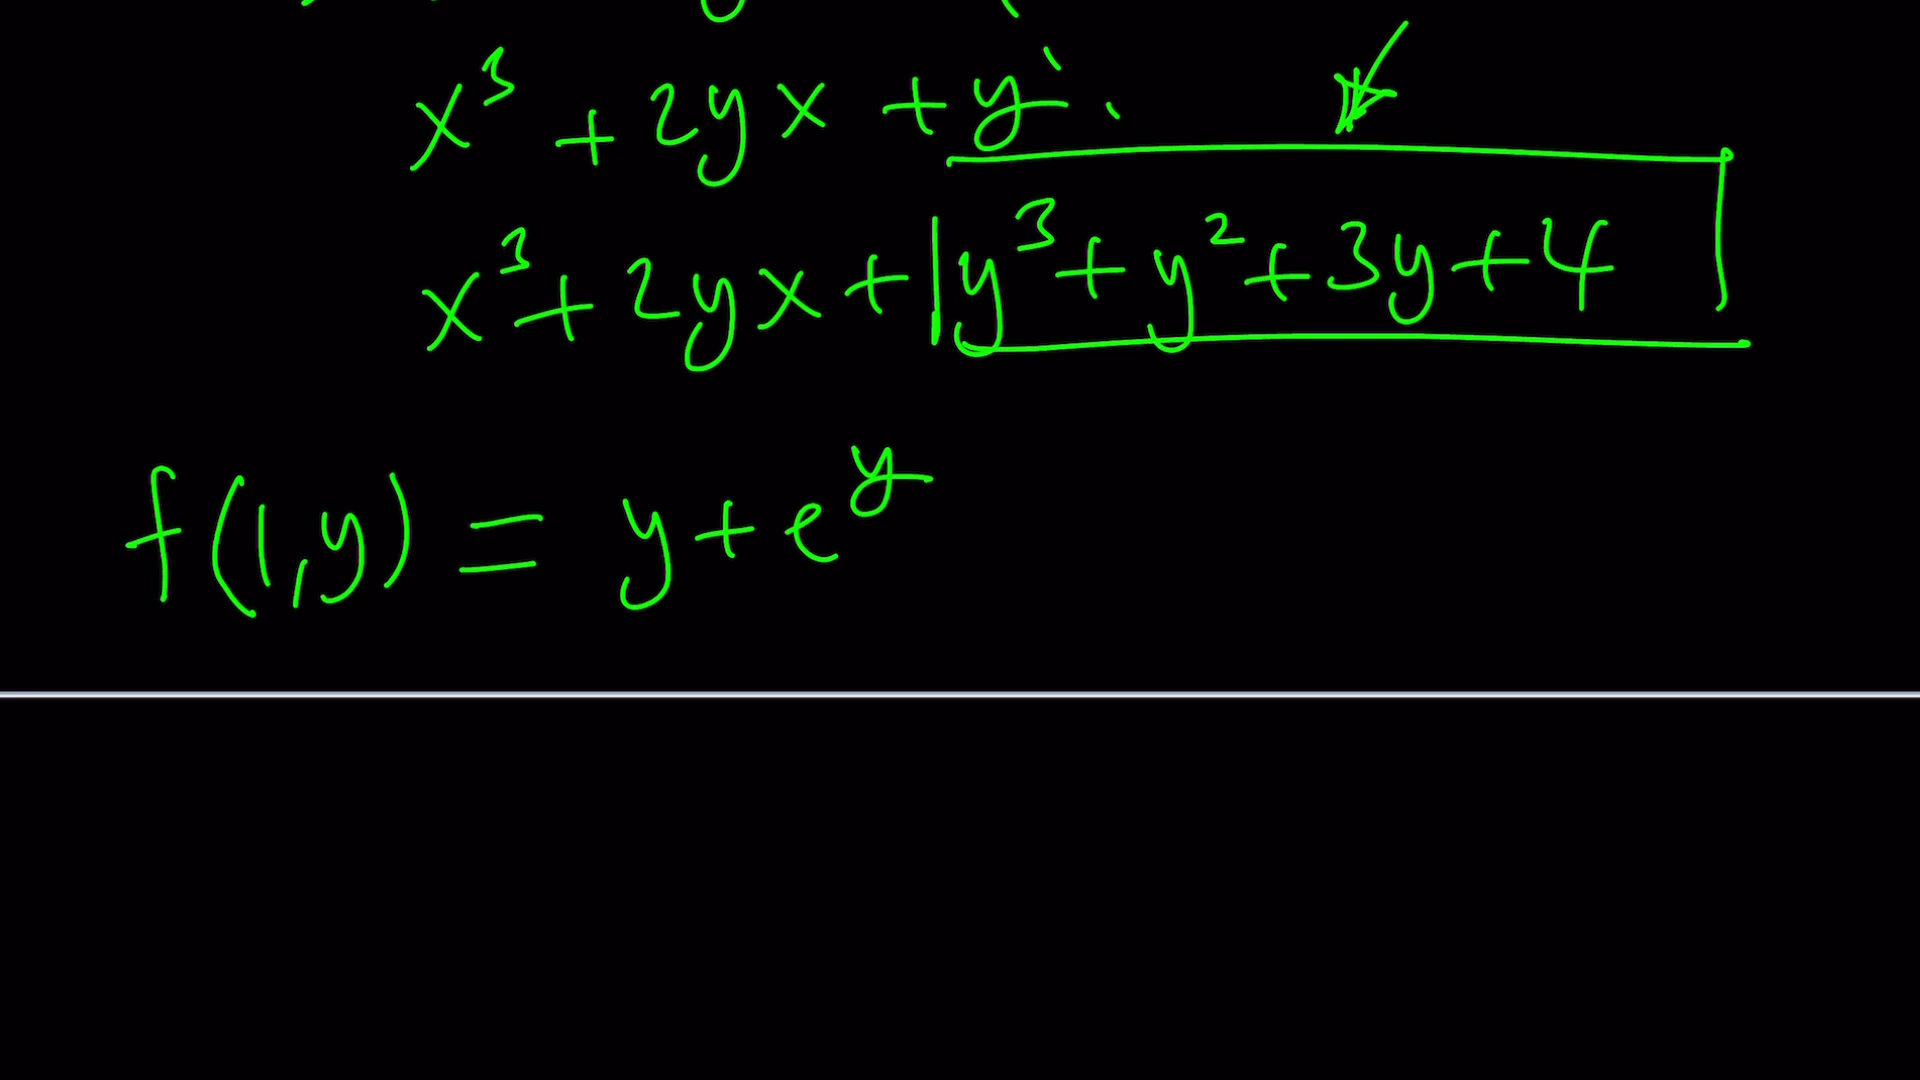 x³ + 2yx + y
x³ + 2yx + y³ + y² + 3y + 4
f(1,y) = y + e^y